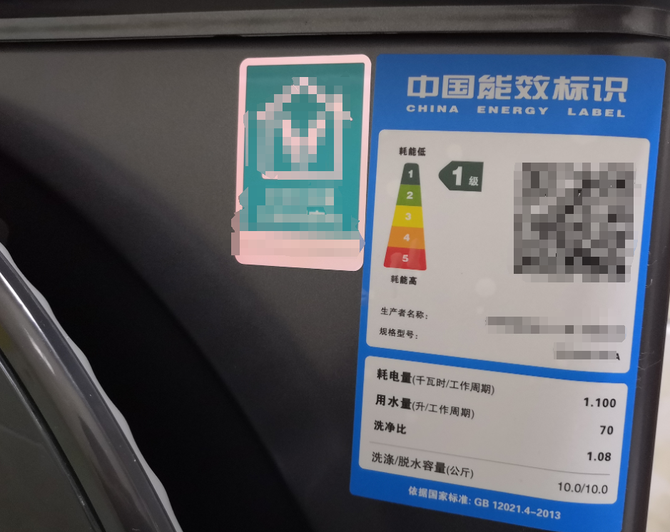 中国能效标识
CHINA ENERGY LABEL
耗能低
1
2
3
4
5
1级
耗能高
生产者名称:
规格型号:
A
耗电量(千瓦时/工作周期) 1.100
用水量(升/工作周期) 70
洗净比 1.08
洗涤/脱水容量(公斤) 10.0/10.0
依据国家标准: GB 12021.4-2013